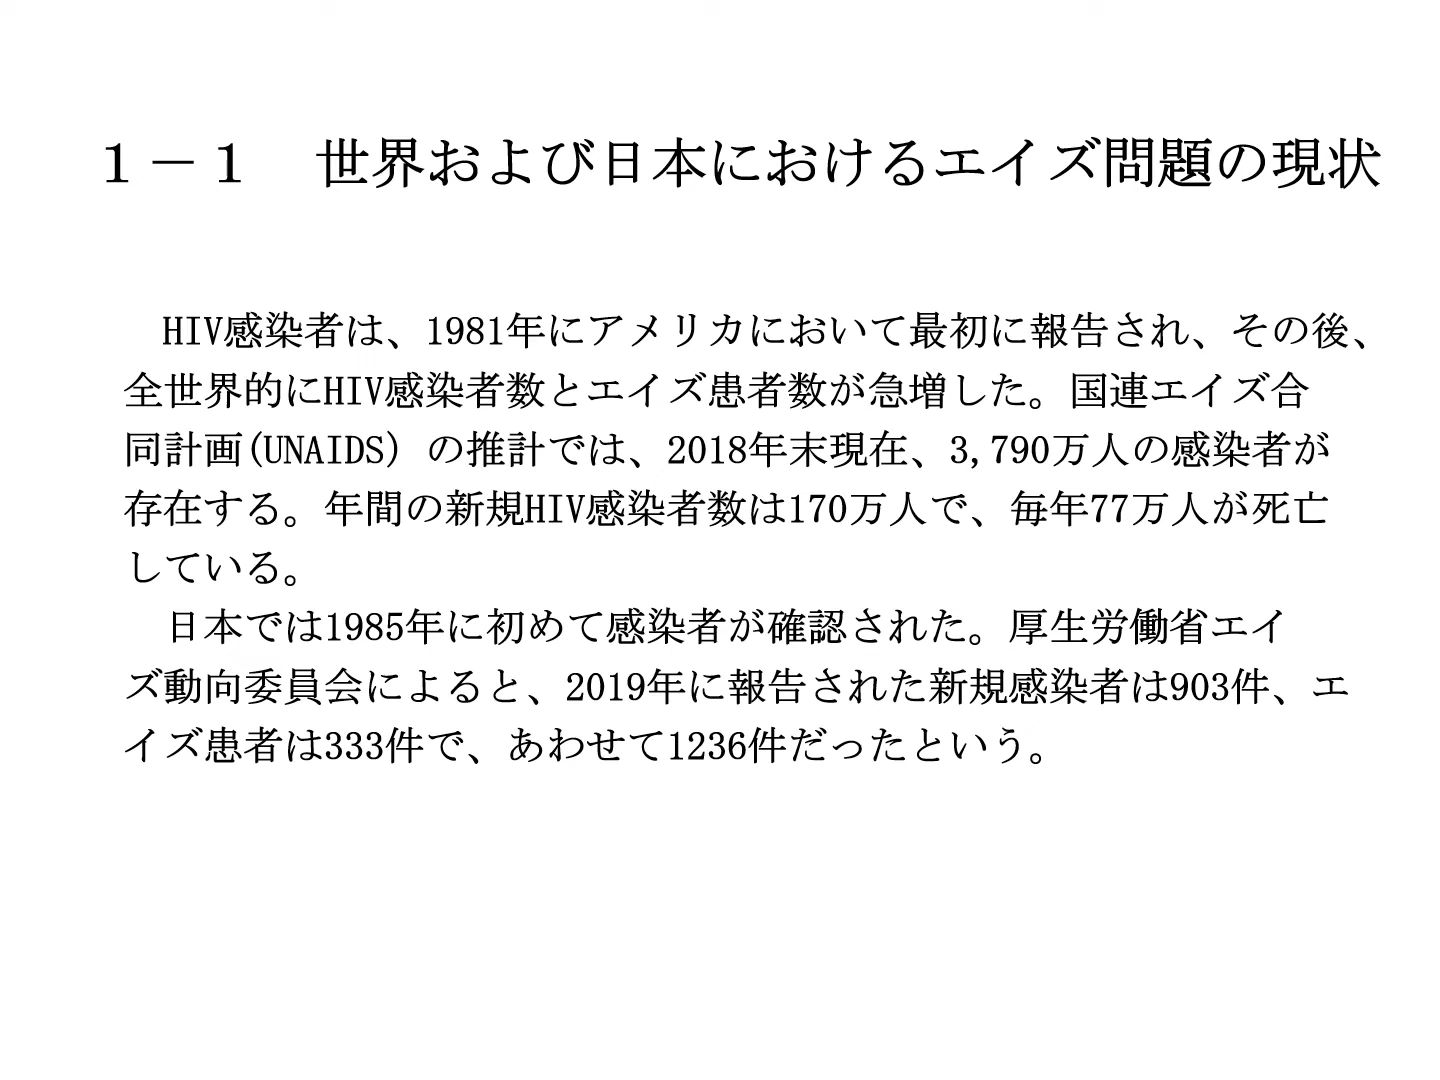 １－１　世界および日本におけるエイズ問題の現状
HIV感染者は、1981年にアメリカにおいて最初に報告され、その後、
全世界的にHIV感染者数とエイズ患者数が急増した。国連エイズ合
同計画(UNAIDS) の推計では、2018年末現在、3,790万人の感染者が
存在する。年間の新規HIV感染者数は170万人で、毎年77万人が死亡
している。
日本では1985年に初めて感染者が確認された。厚生労働省エイ
ズ動向委員会によると、2019年に報告された新規感染者は903件、エ
イズ患者は333件で、あわせて1236件だったという。